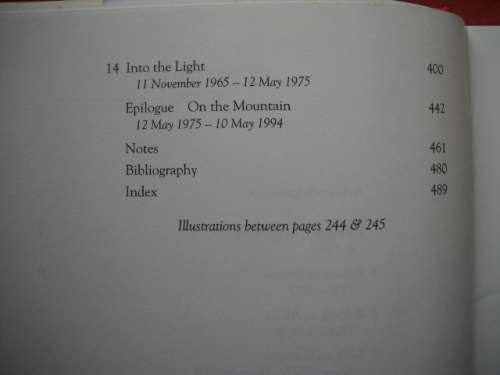 14 Into the Light 400
11 November 1965 – 12 May 1975
Epilogue On the Mountain 442
12 May 1975 – 10 May 1994
Notes 461
Bibliography 480
Index 489
Illustrations between pages 244 & 245